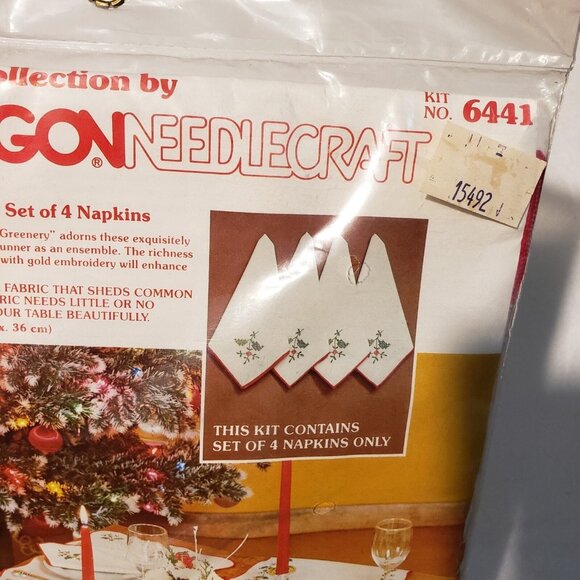 ollection by
GON NEEDLECRAFT
®
KIT
NO. 6441
15492
Set of 4 Napkins
Greenery" adorns these exquisitely
unner as an ensemble. The richness
with gold embroidery will enhance
FABRIC THAT SHEDS COMMON
RIC NEEDS LITTLE OR NO
OUR TABLE BEAUTIFULLY.
x. 36 cm)
THIS KIT CONTAINS
SET OF 4 NAPKINS ONLY